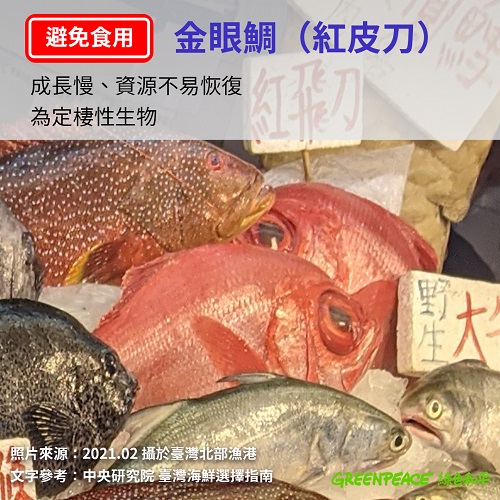 避免食用
金眼鯛（紅皮刀）
成長慢、資源不易恢復
為定棲性生物
紅飛刀
野生
大
照片來源：2021.02 攝於臺灣北部漁港
文字參考：中央研究院 臺灣海鮮選擇指南
GREENPEACE 綠色和平